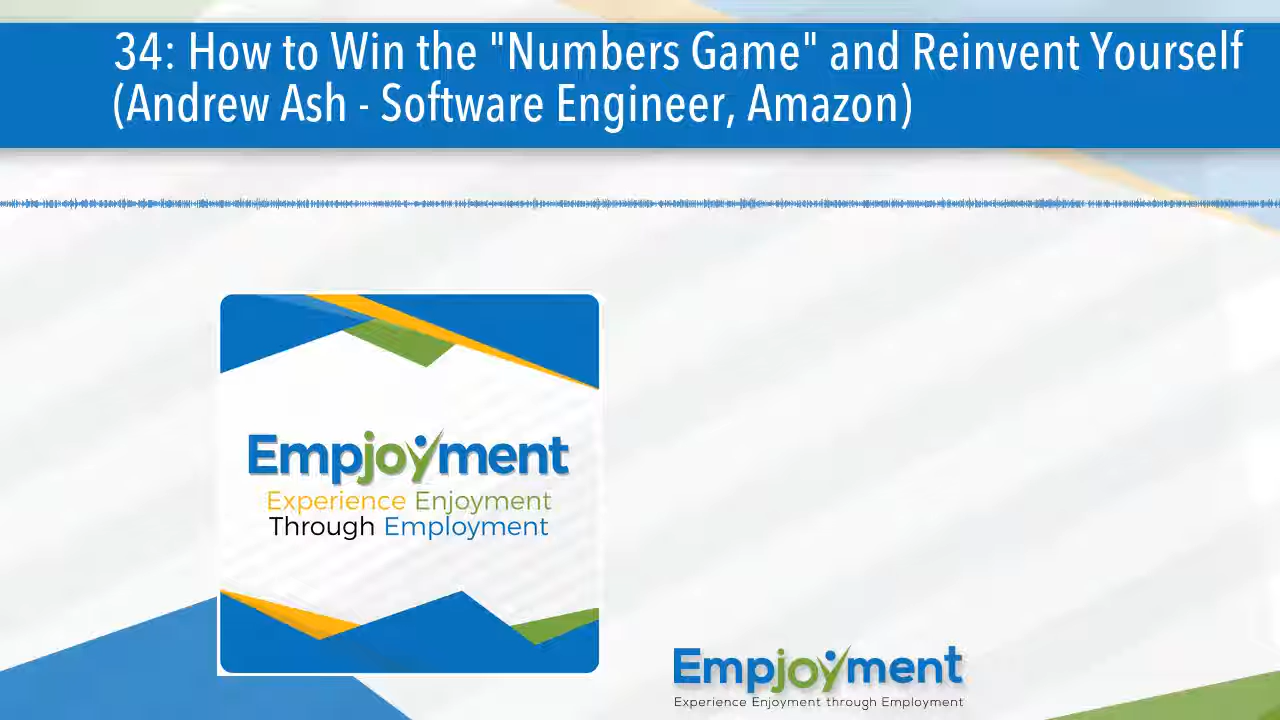 34: How to Win the "Numbers Game" and Reinvent Yourself
(Andrew Ash - Software Engineer, Amazon)
Empjoyment
Experience Enjoyment
Through Employment
Empjoyment
Experience Enjoyment through Employment